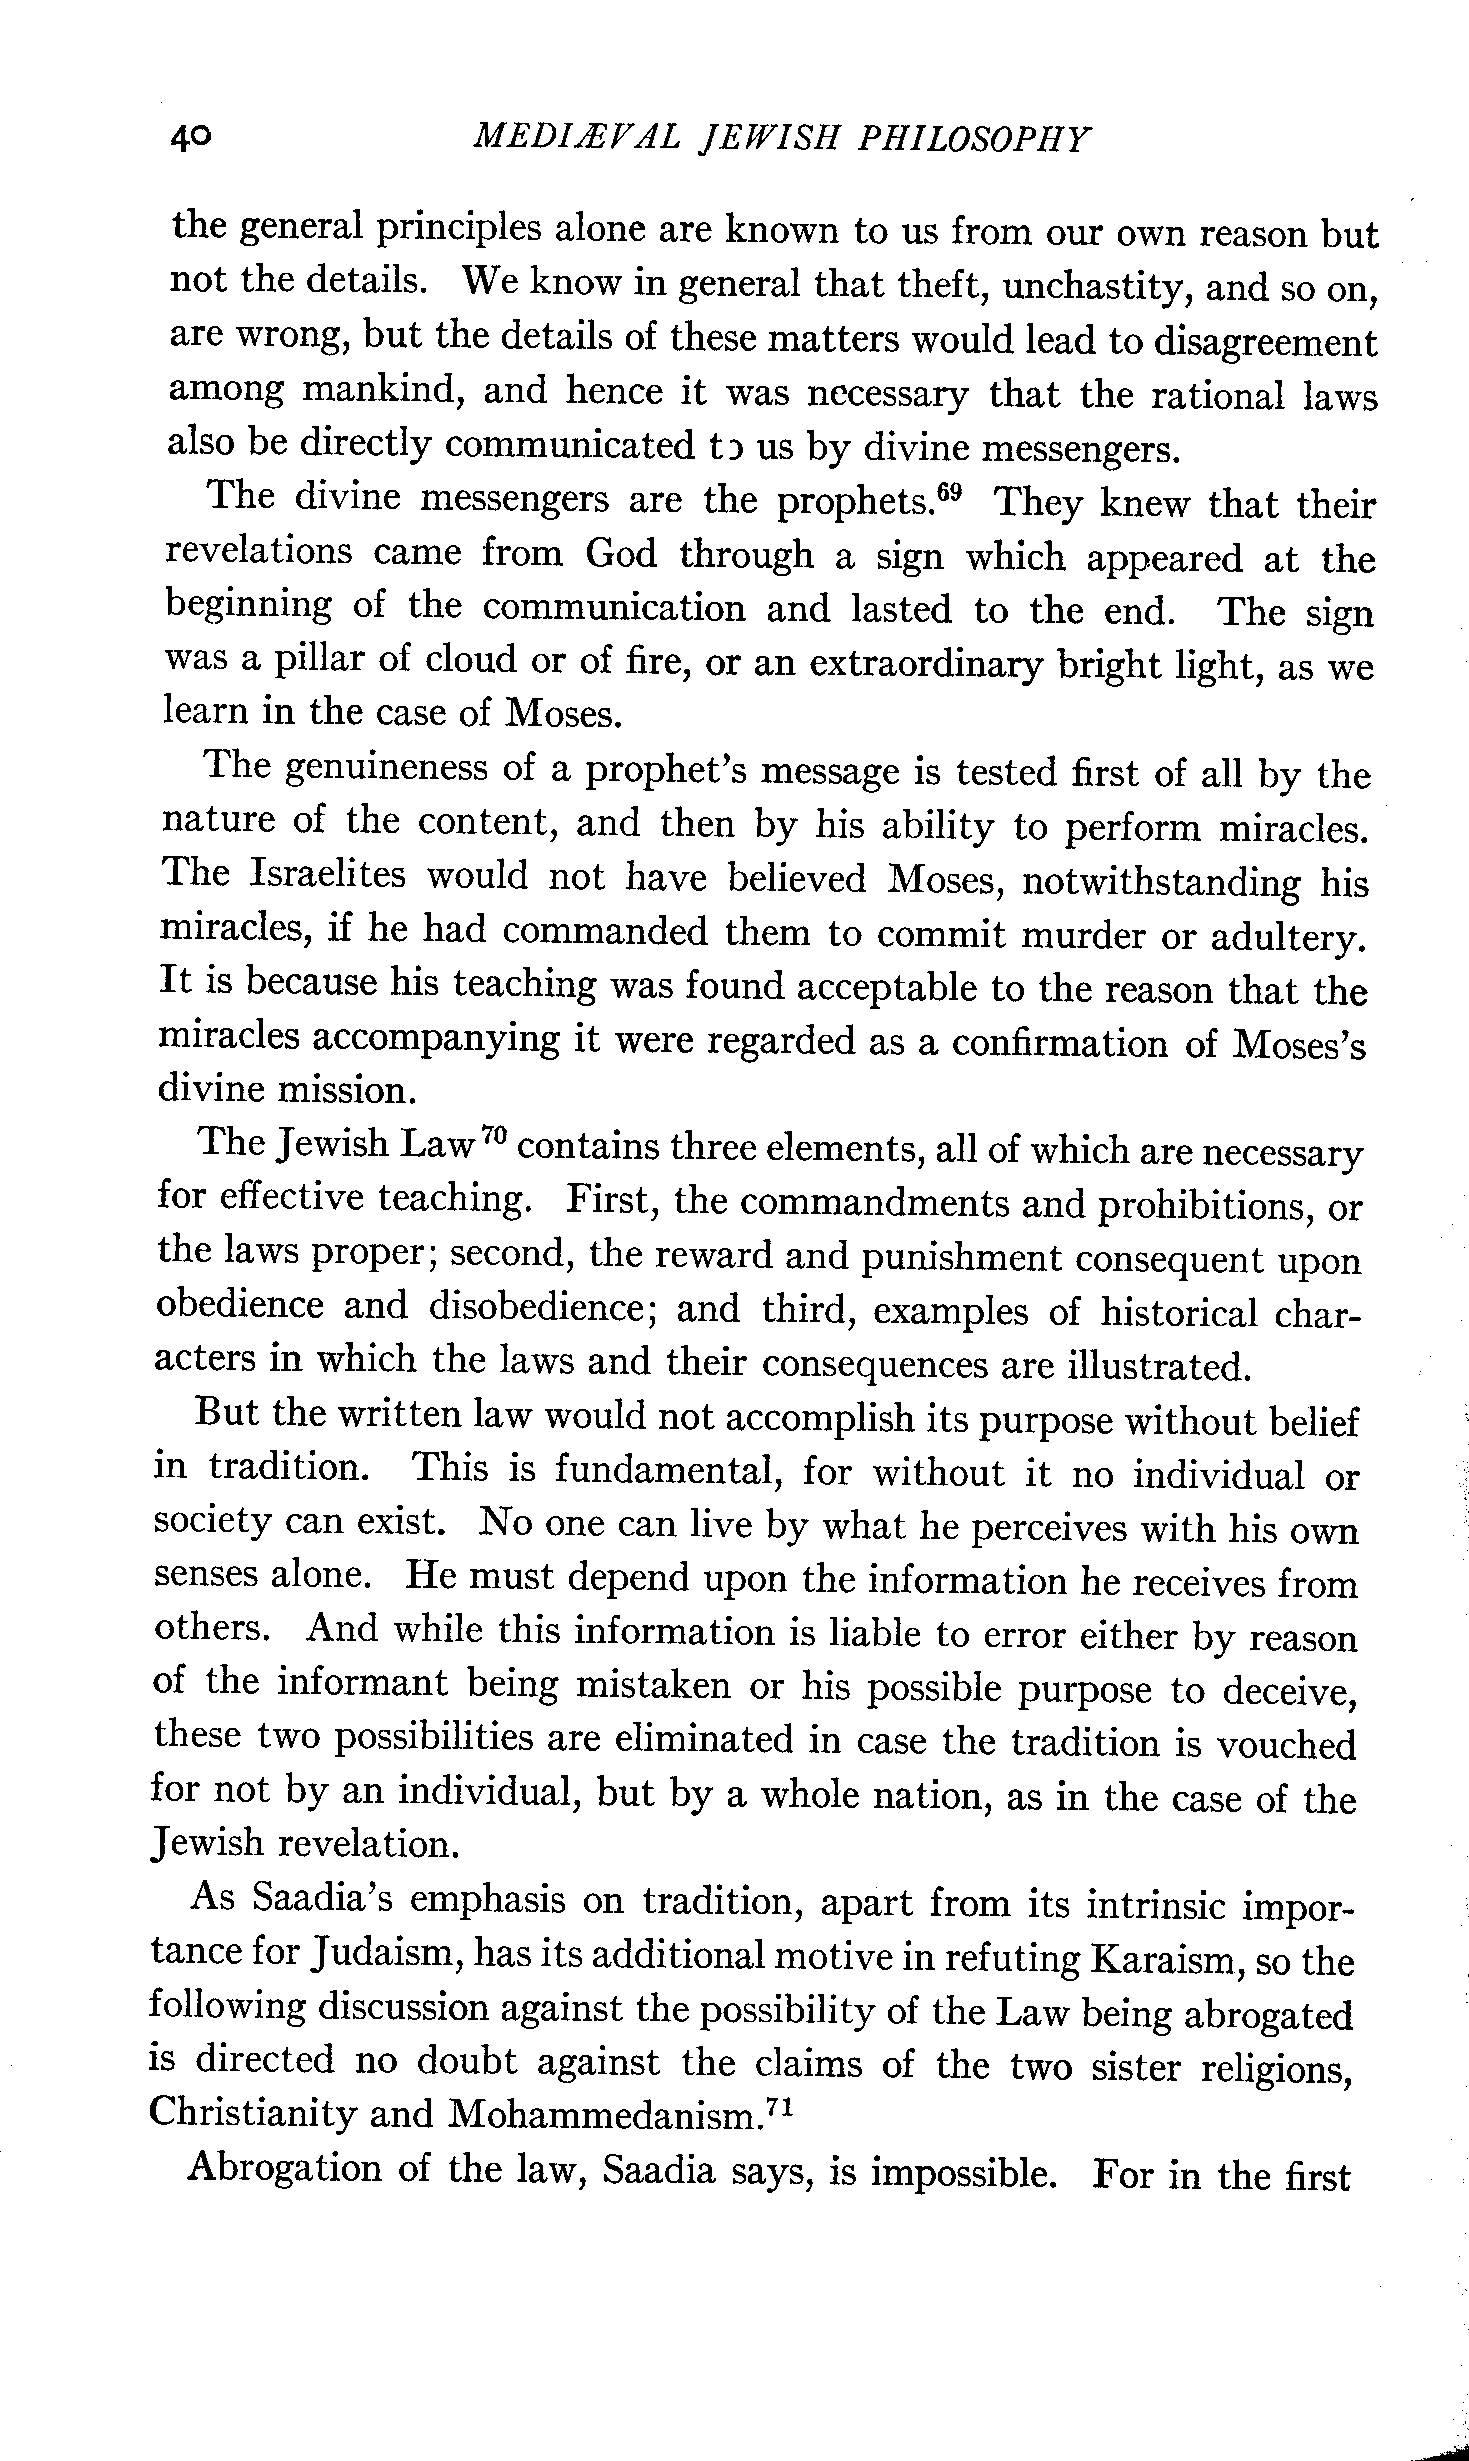 40 MEDIÆVAL JEWISH PHILOSOPHY
the general principles alone are known to us from our own reason but
not the details. We know in general that theft, unchastity, and so on,
are wrong, but the details of these matters would lead to disagreement
among mankind, and hence it was necessary that the rational laws
also be directly communicated to us by divine messengers.
The divine messengers are the prophets.⁶⁹ They knew that their
revelations came from God through a sign which appeared at the
beginning of the communication and lasted to the end. The sign
was a pillar of cloud or of fire, or an extraordinary bright light, as we
learn in the case of Moses.
The genuineness of a prophet's message is tested first of all by the
nature of the content, and then by his ability to perform miracles.
The Israelites would not have believed Moses, notwithstanding his
miracles, if he had commanded them to commit murder or adultery.
It is because his teaching was found acceptable to the reason that the
miracles accompanying it were regarded as a confirmation of Moses's
divine mission.
The Jewish Law⁷⁰ contains three elements, all of which are necessary
for effective teaching. First, the commandments and prohibitions, or
the laws proper; second, the reward and punishment consequent upon
obedience and disobedience; and third, examples of historical char-
acters in which the laws and their consequences are illustrated.
But the written law would not accomplish its purpose without belief
in tradition. This is fundamental, for without it no individual or
society can exist. No one can live by what he perceives with his own
senses alone. He must depend upon the information he receives from
others. And while this information is liable to error either by reason
of the informant being mistaken or his possible purpose to deceive,
these two possibilities are eliminated in case the tradition is vouched
for not by an individual, but by a whole nation, as in the case of the
Jewish revelation.
As Saadia's emphasis on tradition, apart from its intrinsic impor-
tance for Judaism, has its additional motive in refuting Karaism, so the
following discussion against the possibility of the Law being abrogated
is directed no doubt against the claims of the two sister religions,
Christianity and Mohammedanism.⁷¹
Abrogation of the law, Saadia says, is impossible. For in the first